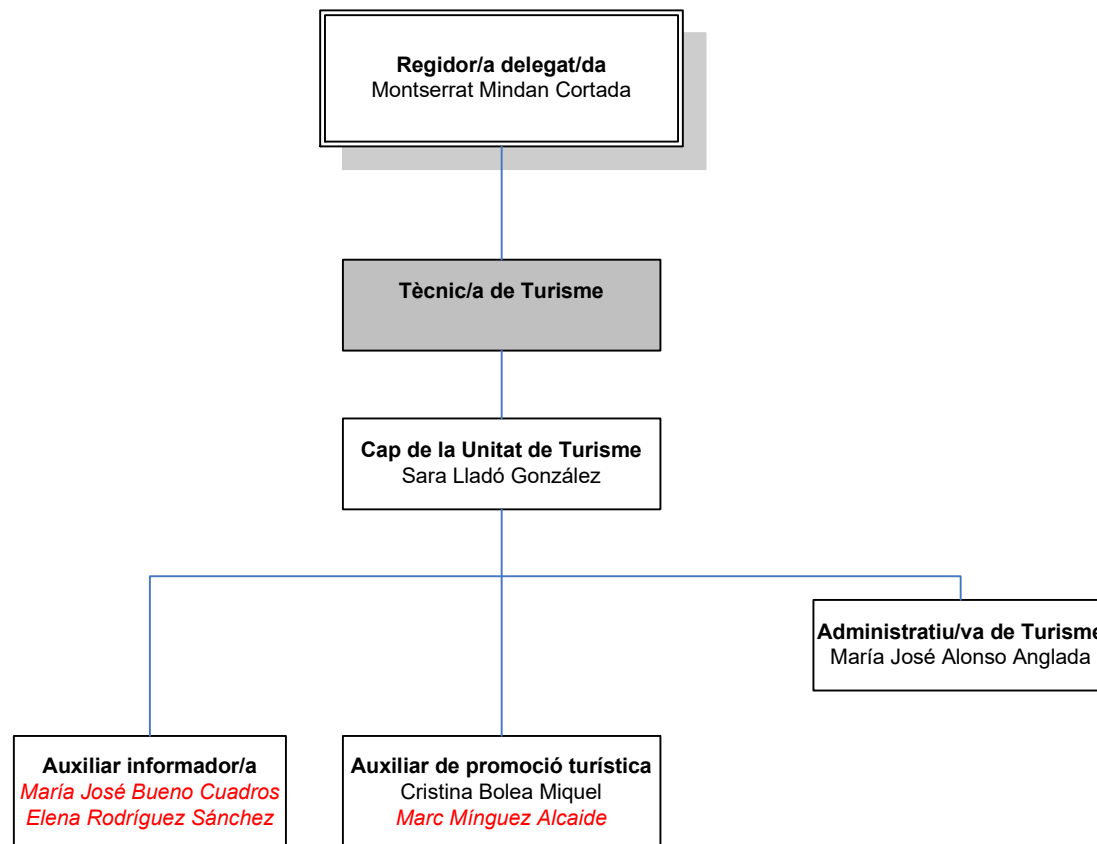 Regidor/a delegat/da
Montserrat Mindan Cortada
Tècnic/a de Turisme
Cap de la Unitat de Turisme
Sara Lladó González
Administratiu/va de Turisme
María José Alonso Anglada
Auxiliar informador/a
María José Bueno Cuadros
Elena Rodríguez Sánchez
Auxiliar de promoció turística
Cristina Bolea Miquel
Marc Mínguez Alcaide